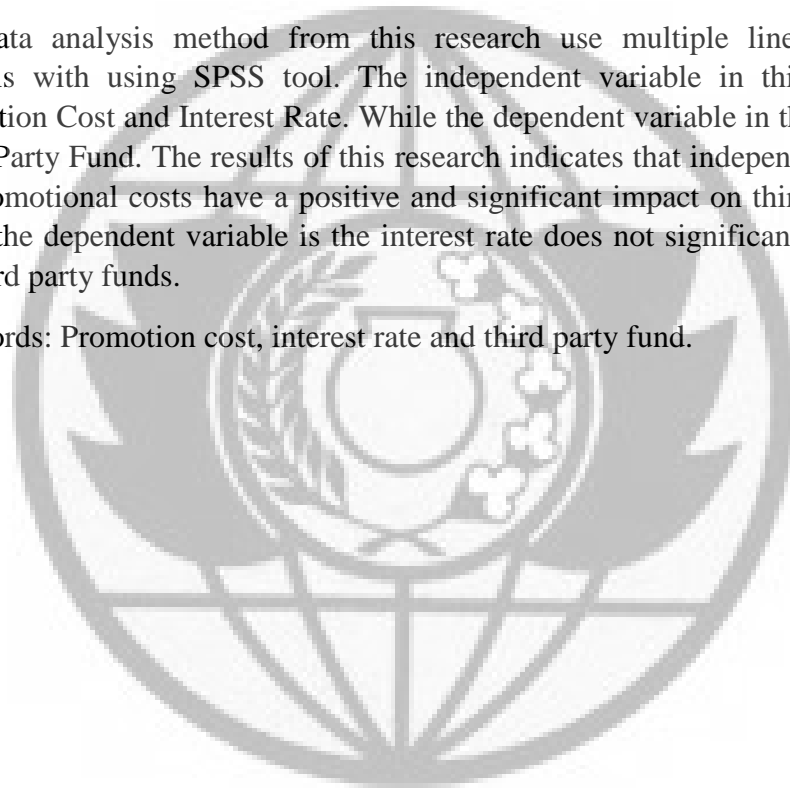 ata analysis method from this research use multiple line
is with using SPSS tool. The independent variable in thi
tion Cost and Interest Rate. While the dependent variable in th
Party Fund. The results of this research indicates that indepen
omotional costs have a positive and significant impact on thir
the dependent variable is the interest rate does not significan
rd party funds.
ords: Promotion cost, interest rate and third party fund.